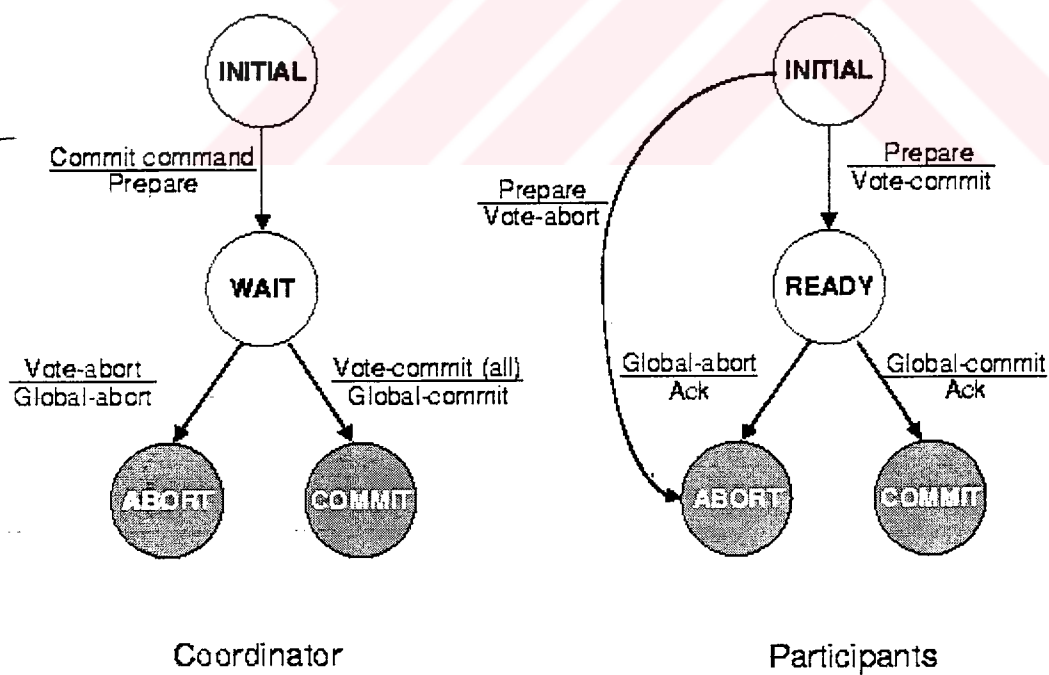 INITIAL
Commit command
Prepare
WAIT
Vote-abort
Global-abort
Vote-commit (all)
Global-commit
ABORT
COMMIT
Coordinator
INITIAL
Prepare
Vote-abort
Prepare
Vote-commit
READY
Global-abort
Ack
Global-commit
Ack
ABORT
COMMIT
Participants